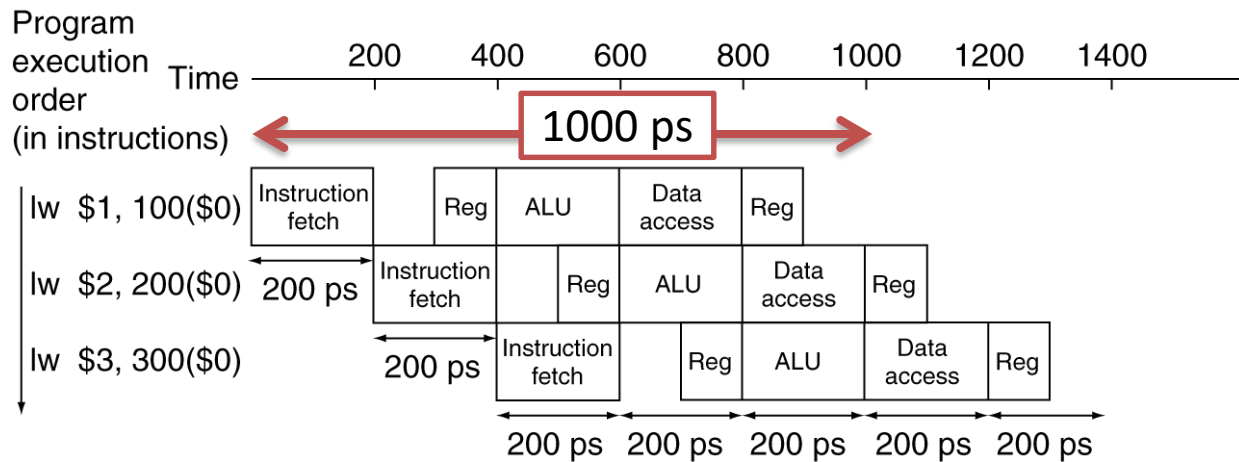 Program
execution
order
(in instructions)
Time
200 400 600 800 1000 1200 1400
1000 ps
lw $1, 100($0)
Instruction
fetch
Reg
ALU
Data
access
Reg
lw $2, 200($0)
200 ps
Instruction
fetch
Reg
ALU
Data
access
Reg
lw $3, 300($0)
200 ps
Instruction
fetch
Reg
ALU
Data
access
Reg
200 ps 200 ps 200 ps 200 ps 200 ps